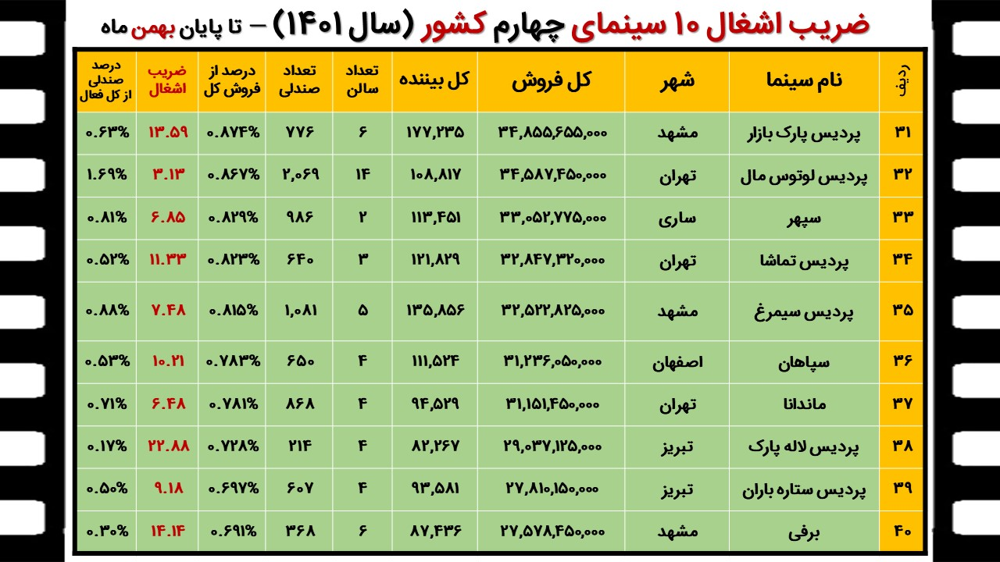 ضریب اشغال ۱۰ سینمای چهارم کشور (سال ۱۴۰۱) – تا پایان بهمن ماه
ردیف نام سینما شهر کل فروش کل بیننده تعداد سالن تعداد صندلی درصد از فروش کل ضریب اشغال درصد صندلی از کل فعال
۳۱ پردیس پارک بازار مشهد ۳۴,۸۵۵,۶۵۵,۰۰۰ ۱۷۷,۲۳۵ ۶ ۷۷۶ ۰.۸۷۴% ۱۳.۵۹ ۰.۶۳%
۳۲ پردیس لوتوس مال تهران ۳۴,۵۸۷,۴۵۰,۰۰۰ ۱۰۸,۸۱۷ ۱۴ ۲,۰۶۹ ۰.۸۶۷% ۳.۱۳ ۱.۶۹%
۳۳ سپهر ساری ۳۳,۰۵۲,۷۷۵,۰۰۰ ۱۱۳,۴۵۱ ۲ ۹۸۶ ۰.۸۲۹% ۶.۸۵ ۰.۸۱%
۳۴ پردیس تماشا تهران ۳۲,۸۴۷,۳۲۰,۰۰۰ ۱۲۱,۸۲۹ ۳ ۶۴۰ ۰.۸۲۳% ۱۱.۳۳ ۰.۵۲%
۳۵ پردیس سیمرغ مشهد ۳۲,۵۲۲,۸۲۵,۰۰۰ ۱۳۵,۸۵۶ ۵ ۱,۰۸۱ ۰.۸۱۵% ۷.۴۸ ۰.۸۸%
۳۶ سپاهان اصفهان ۳۱,۲۳۶,۰۵۰,۰۰۰ ۱۱۱,۵۲۴ ۴ ۶۵۰ ۰.۷۸۳% ۱۰.۲۱ ۰.۵۳%
۳۷ ماندانا تهران ۳۱,۱۵۱,۴۵۰,۰۰۰ ۹۴,۵۲۹ ۴ ۸۶۸ ۰.۷۸۱% ۶.۴۸ ۰.۷۱%
۳۸ پردیس لاله پارک تبریز ۲۹,۰۳۷,۱۲۵,۰۰۰ ۸۲,۲۶۷ ۴ ۲۱۴ ۰.۷۲۸% ۲۲.۸۸ ۰.۱۷%
۳۹ پردیس ستاره باران تبریز ۲۷,۸۱۰,۱۵۰,۰۰۰ ۹۳,۵۸۱ ۴ ۶۰۷ ۰.۶۹۷% ۹.۱۸ ۰.۵۰%
۴۰ برفی مشهد ۲۷,۵۷۸,۴۵۰,۰۰۰ ۸۷,۴۳۶ ۶ ۳۶۸ ۰.۶۹۱% ۱۴.۱۴ ۰.۳۰%